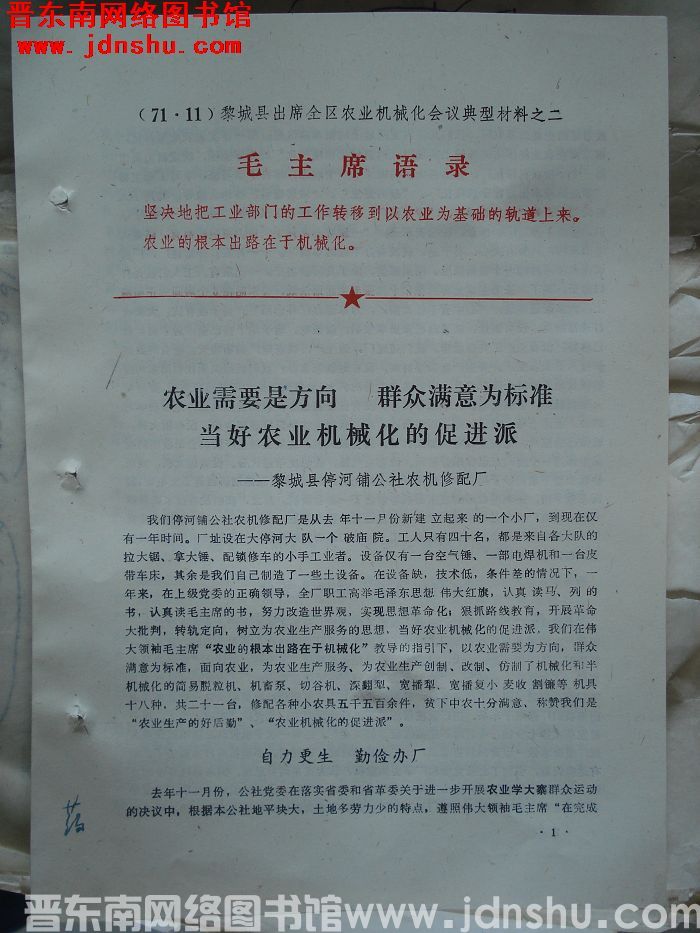 晋东南网络图书馆
www.jdnshu.com
(71·11)黎城县出席全区农业机械化会议典型材料之二
毛主席语录
坚决地把工业部门的工作转移到以农业为基础的轨道上来。
农业的根本出路在于机械化。
农业需要是方向 群众满意为标准
当好农业机械化的促进派
——黎城县停河铺公社农机修配厂
我们停河铺公社农机修配厂是从去年十一月份新建立起来的一个小厂，到现在仅
有一年时间。厂址设在大停河大队一个破庙院。工人只有四十名，都是来自各大队的
拉大锯、拿大锤、配锁修车的小手工业者。设备仅有一台空气锤、一部电焊机和一台皮
带车床，其余是我们自己制造了一些土设备。在设备缺，技术低，条件差的情况下，一
年来，在上级党委的正确领导，全厂职工高举毛泽东思想伟大红旗，认真读马、列的
书，认真读毛主席的书，努力改造世界观，实现思想革命化；狠抓路线教育，开展革命
大批判，转轨定向，树立为农业生产服务的思想，当好农业机械化的促进派。我们在伟
大领袖毛主席“农业的根本出路在于机械化”教导的指引下，以农业需要为方向，群众
满意为标准，面向农业，为农业生产服务、为农业生产创制、改制、仿制了机械化和半
机械化的简易脱粒机、机畜泵、切谷机、深翻犁、宽播犁、宽播复小麦收割镰等机具
十八种，共二十一台，修配各种小农具五千五百余件，贫下中农十分满意、称赞我们是
“农业生产的好后勤”、“农业机械化的促进派”。
自力更生 勤俭办厂
去年十一月份，公社党委在落实省委和省革委关于进一步开展农业学大寨群众运动
的决议中，根据本公社地平块大，土地多劳力少的特点，遵照伟大领袖毛主席“在完成
·1·
晋东南网络图书馆 www.jdnshu.com